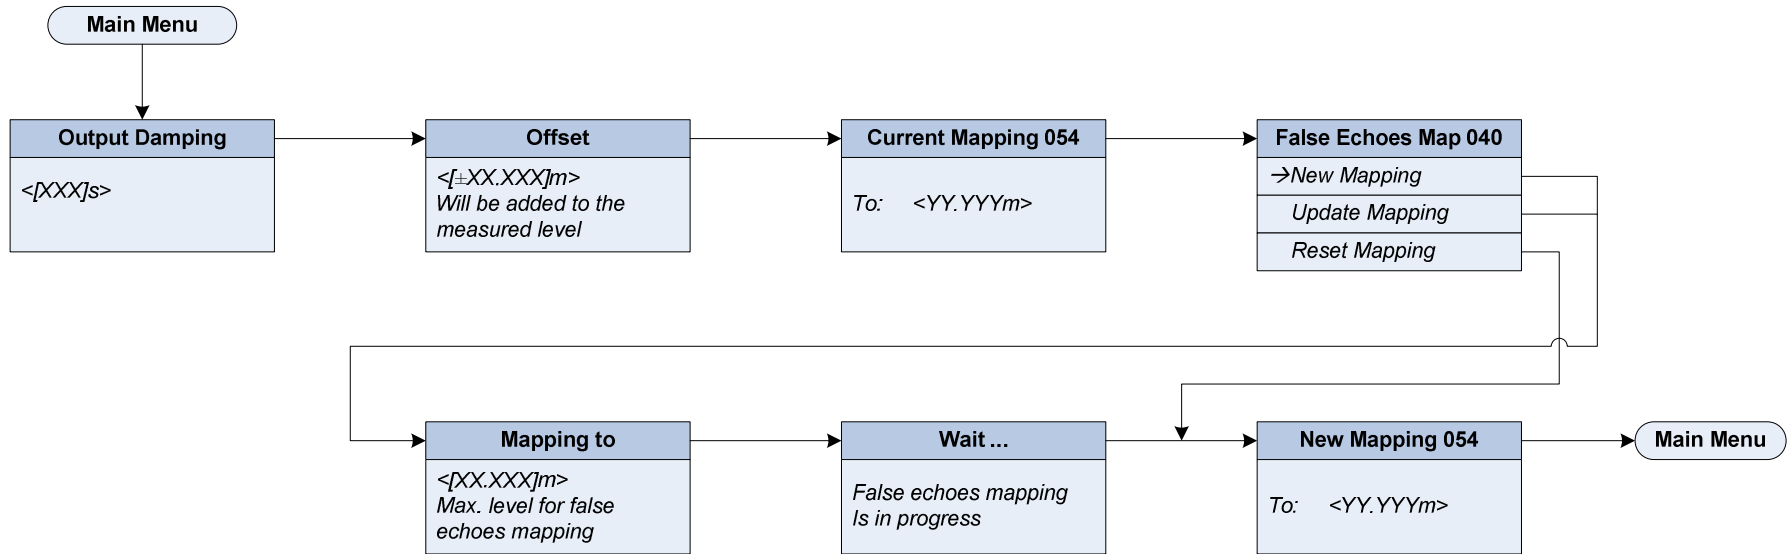 Main Menu
Output Damping
<[XXX]s>
Offset
<[±XX.XXX]m>
Will be added to the
measured level
Current Mapping 054
To: <YY.YYYm>
False Echoes Map 040
→New Mapping
Update Mapping
Reset Mapping
Mapping to
<[XX.XXX]m>
Max. level for false
echoes mapping
Wait ...
False echoes mapping
Is in progress
New Mapping 054
To: <YY.YYYm>
Main Menu